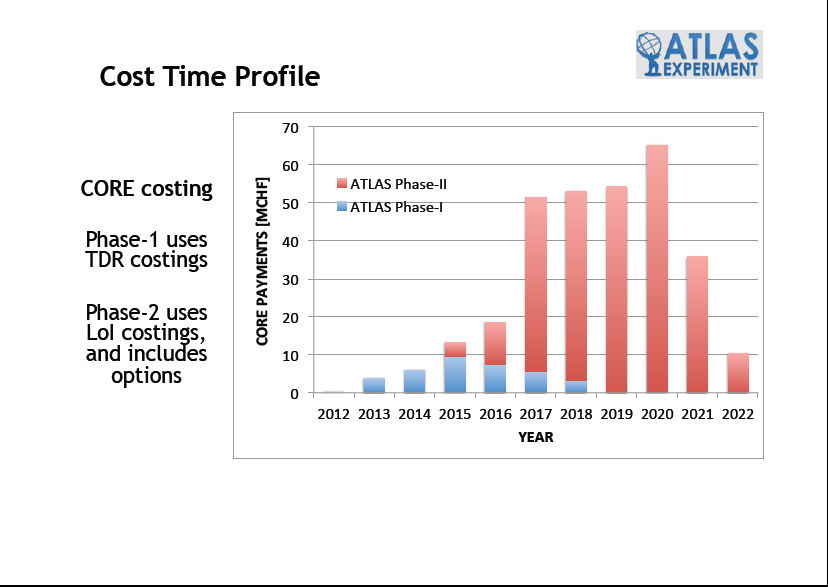 Cost Time Profile
ATLAS
EXPERIMENT
CORE costing
Phase-1 uses
TDR costings
Phase-2 uses
LoI costings,
and includes
options
CORE PAYMENTS [MCHF]
70
60
50
40
30
20
10
0
ATLAS Phase-II
ATLAS Phase-I
2012 2013 2014 2015 2016 2017 2018 2019 2020 2021 2022
YEAR